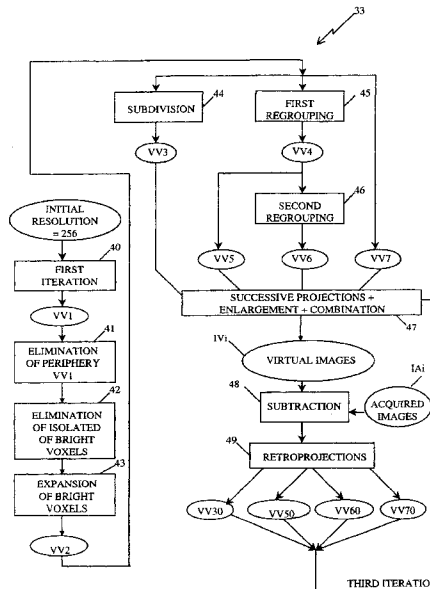 33
44
SUBDIVISION
45
FIRST
REGROUPING
VV3
VV4
46
SECOND
REGROUPING
INITIAL
RESOLUTION
= 256
40
FIRST
ITERATION
VV5
VV6
VV7
SUCCESSIVE PROJECTIONS +
ENLARGEMENT + COMBINATION
47
VV1
41
ELIMINATION
OF PERIPHERY
VV1
42
ELIMINATION
OF ISOLATED
OF BRIGHT
VOXELS
43
EXPANSION
OF BRIGHT
VOXELS
VV2
IVi
VIRTUAL IMAGES
48
SUBTRACTION
IAi
ACQUIRED
IMAGES
49
RETROPROJECTIONS
VV30
VV50
VV60
VV70
THIRD ITERATIO